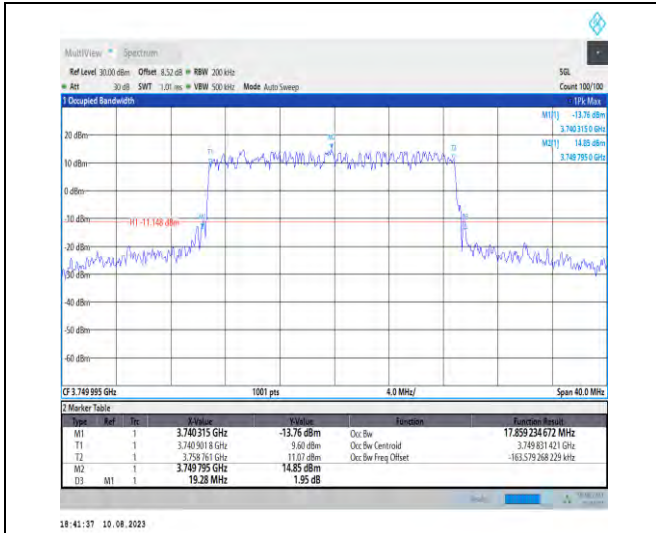 MultiView Spectrum
Ref Level 30.00 dBm Offset 8.52 dB RBW 200 kHz SGL
Att 30 dB SWT 1.01 ms VBW 500 kHz Mode Auto Sweep Count 100/100
1 Occupied Bandwidth 1Pk Max
M1[1] -13.76 dBm
3.740 315 0 GHz
M2[1] 14.85 dBm
3.749 795 0 GHz
20 dBm
10 dBm
0 dBm
-10 dBm
H1 -11.148 dBm
-20 dBm
-30 dBm
-40 dBm
-50 dBm
-60 dBm
T1
M2
T2
CF 3.749 995 GHz 1001 pts 4.0 MHz/ Span 40.0 MHz
2 Marker Table
Type Ref Trc X-Value Y-Value Function Function Result
M1 1 3.740 315 GHz -13.76 dBm Occ Bw 17.859 234 672 MHz
T1 1 3.740 901 8 GHz 9.60 dBm Occ Bw Centroid 3.749 831 421 GHz
T2 1 3.758 761 GHz 11.07 dBm Occ Bw Freq Offset -163.579 268 229 kHz
M2 1 3.749 795 GHz 14.85 dBm
D3 M1 1 19.28 MHz 1.95 dB
18:41:37 10.08.2023